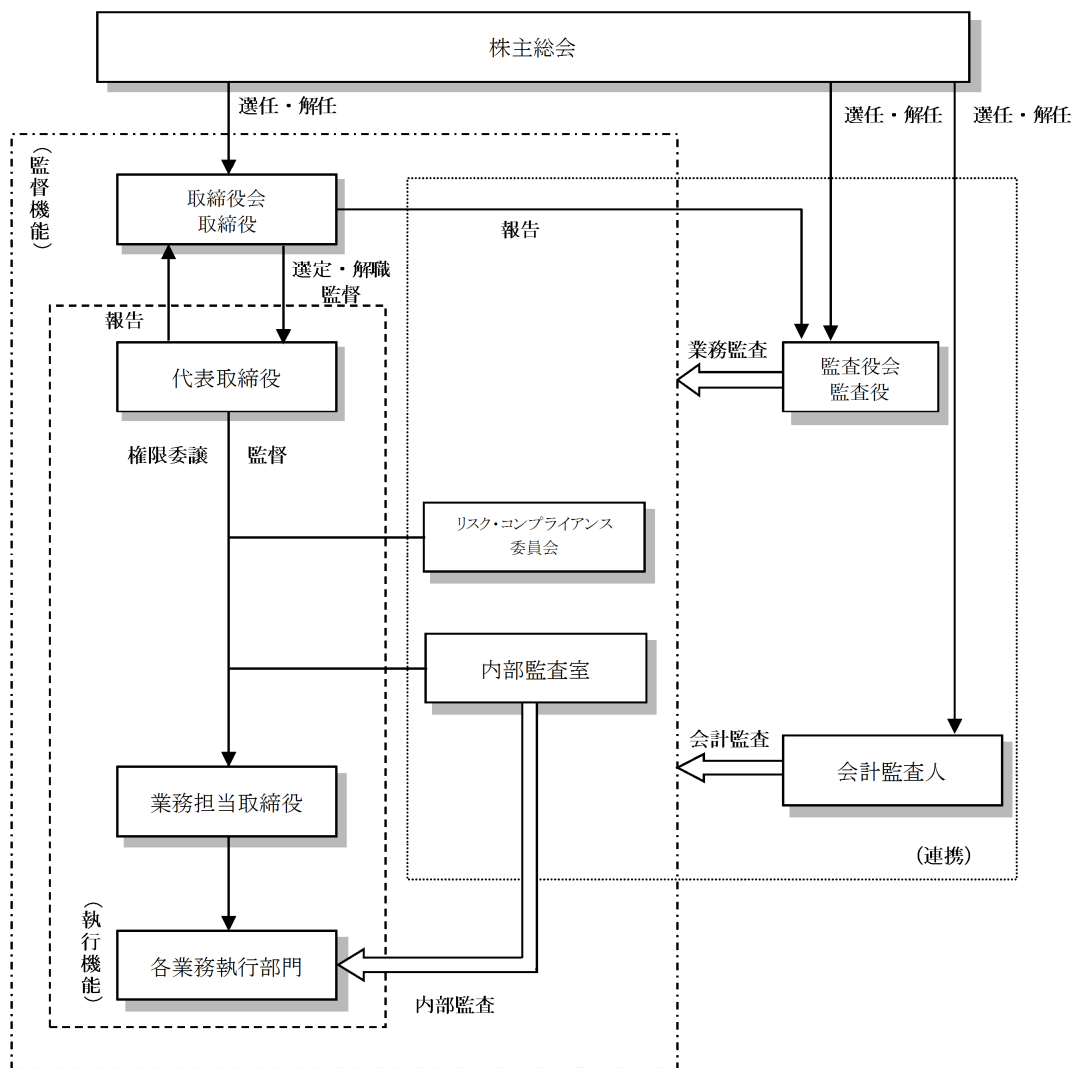 株主総会
選任・解任
選任・解任
選任・解任
(監督機能)
取締役会
取締役
報告
選定・解職
監督
報告
代表取締役
業務監査
監査役会
監査役
権限委譲
監督
リスク・コンプライアンス
委員会
内部監査室
会計監査
会計監査人
業務担当取締役
(連携)
(執行機能)
各業務執行部門
内部監査